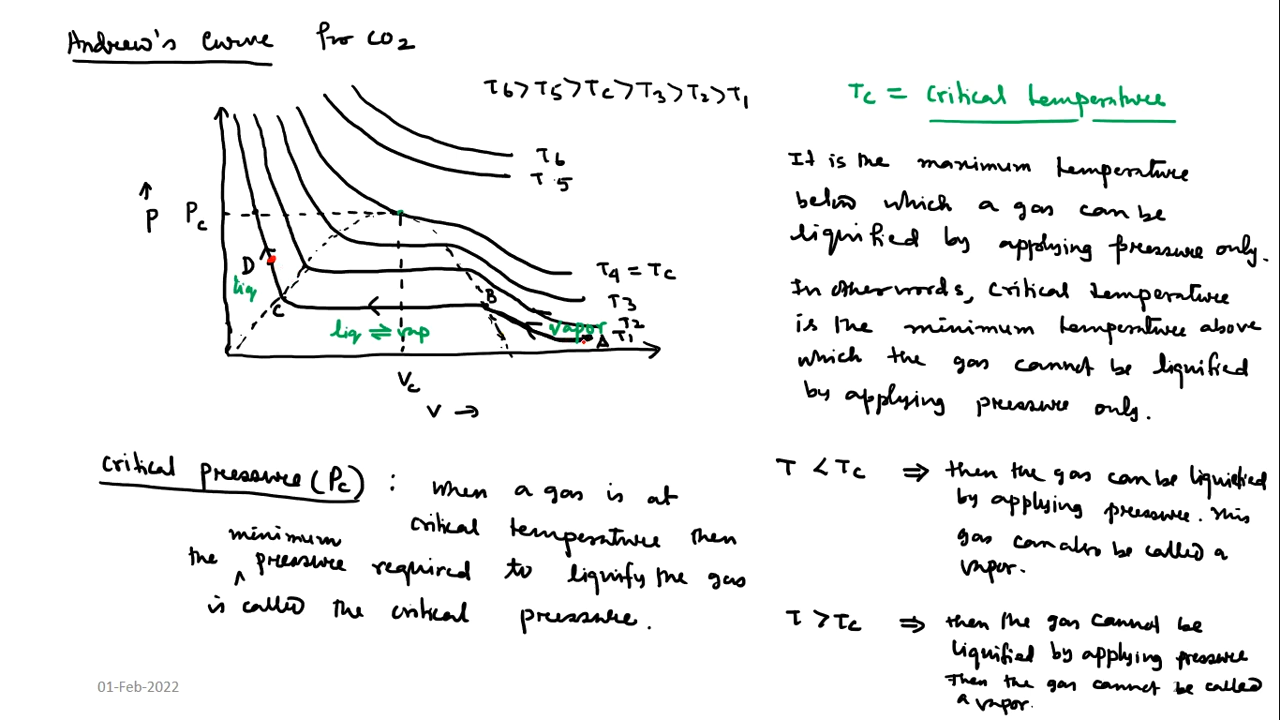 Andrew's Curve for CO2
T6 > T5 > Tc > T3 > T2 > T1
↑
P
Pc
T6
T5
T4 = Tc
T3
T2
T1
D
liq
C
B
A
liq ⇌ vap
vapor
Vc
V →
Tc = Critical temperature
It is the maximum temperature
below which a gas can be
liquified by applying pressure only.
In other words, Critical temperature
is the minimum temperature above
which the gas cannot be liquified
by applying pressure only.
Critical pressure (Pc) : When a gas is at
critical temperature then
minimum
the ^ pressure required to liquify the gas
is called the critical pressure.
T < Tc ⇒ then the gas can be liquified
by applying pressure. This
gas can also be called a
vapor.
T > Tc ⇒ then the gas cannot be
liquified by applying pressure
Then the gas cannot be called
a vapor.
01-Feb-2022